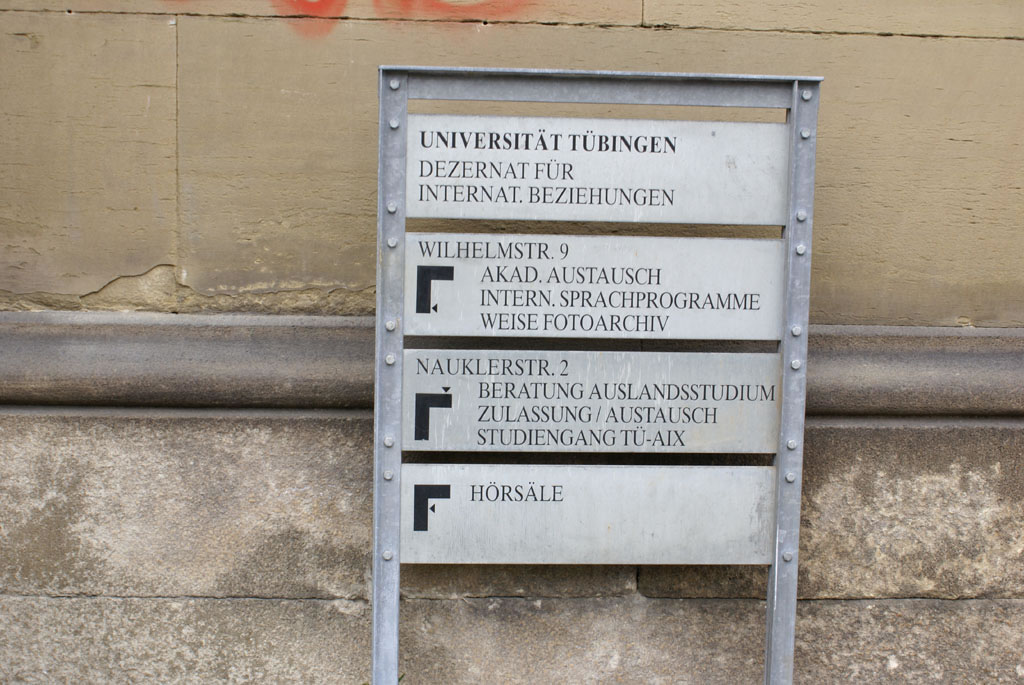 UNIVERSITÄT TÜBINGEN
DEZERNAT FÜR
INTERNAT. BEZIEHUNGEN
WILHELMSTR. 9
AKAD. AUSTAUSCH
INTERN. SPRACHPROGRAMME
WEISE FOTOARCHIV
NAUKLERSTR. 2
BERATUNG AUSLANDSSTUDIUM
ZULASSUNG / AUSTAUSCH
STUDIENGANG TÜ-AIX
HÖRSÄLE